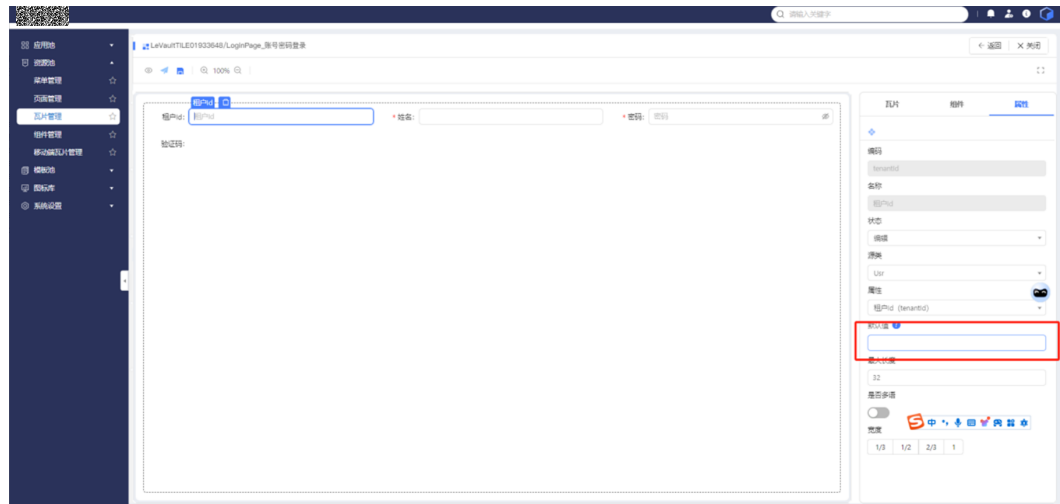 请输入关键字
应用池
资源池
菜单管理
页面管理
瓦片管理
组件管理
移动端瓦片管理
模板池
图标库
系统设置
LeVaultTILE01933648/LoginPage_账号密码登录
返回
关闭
100%
租户id
租户id: 租户id
* 姓名:
* 密码: 密码
验证码:
瓦片 组件 属性
编码
tenantid
名称
租户id
状态
编辑
源类
Usr
属性
租户id (tenantid)
默认值
最大长度
32
是否多语
中
宽度
1/3 1/2 2/3 1